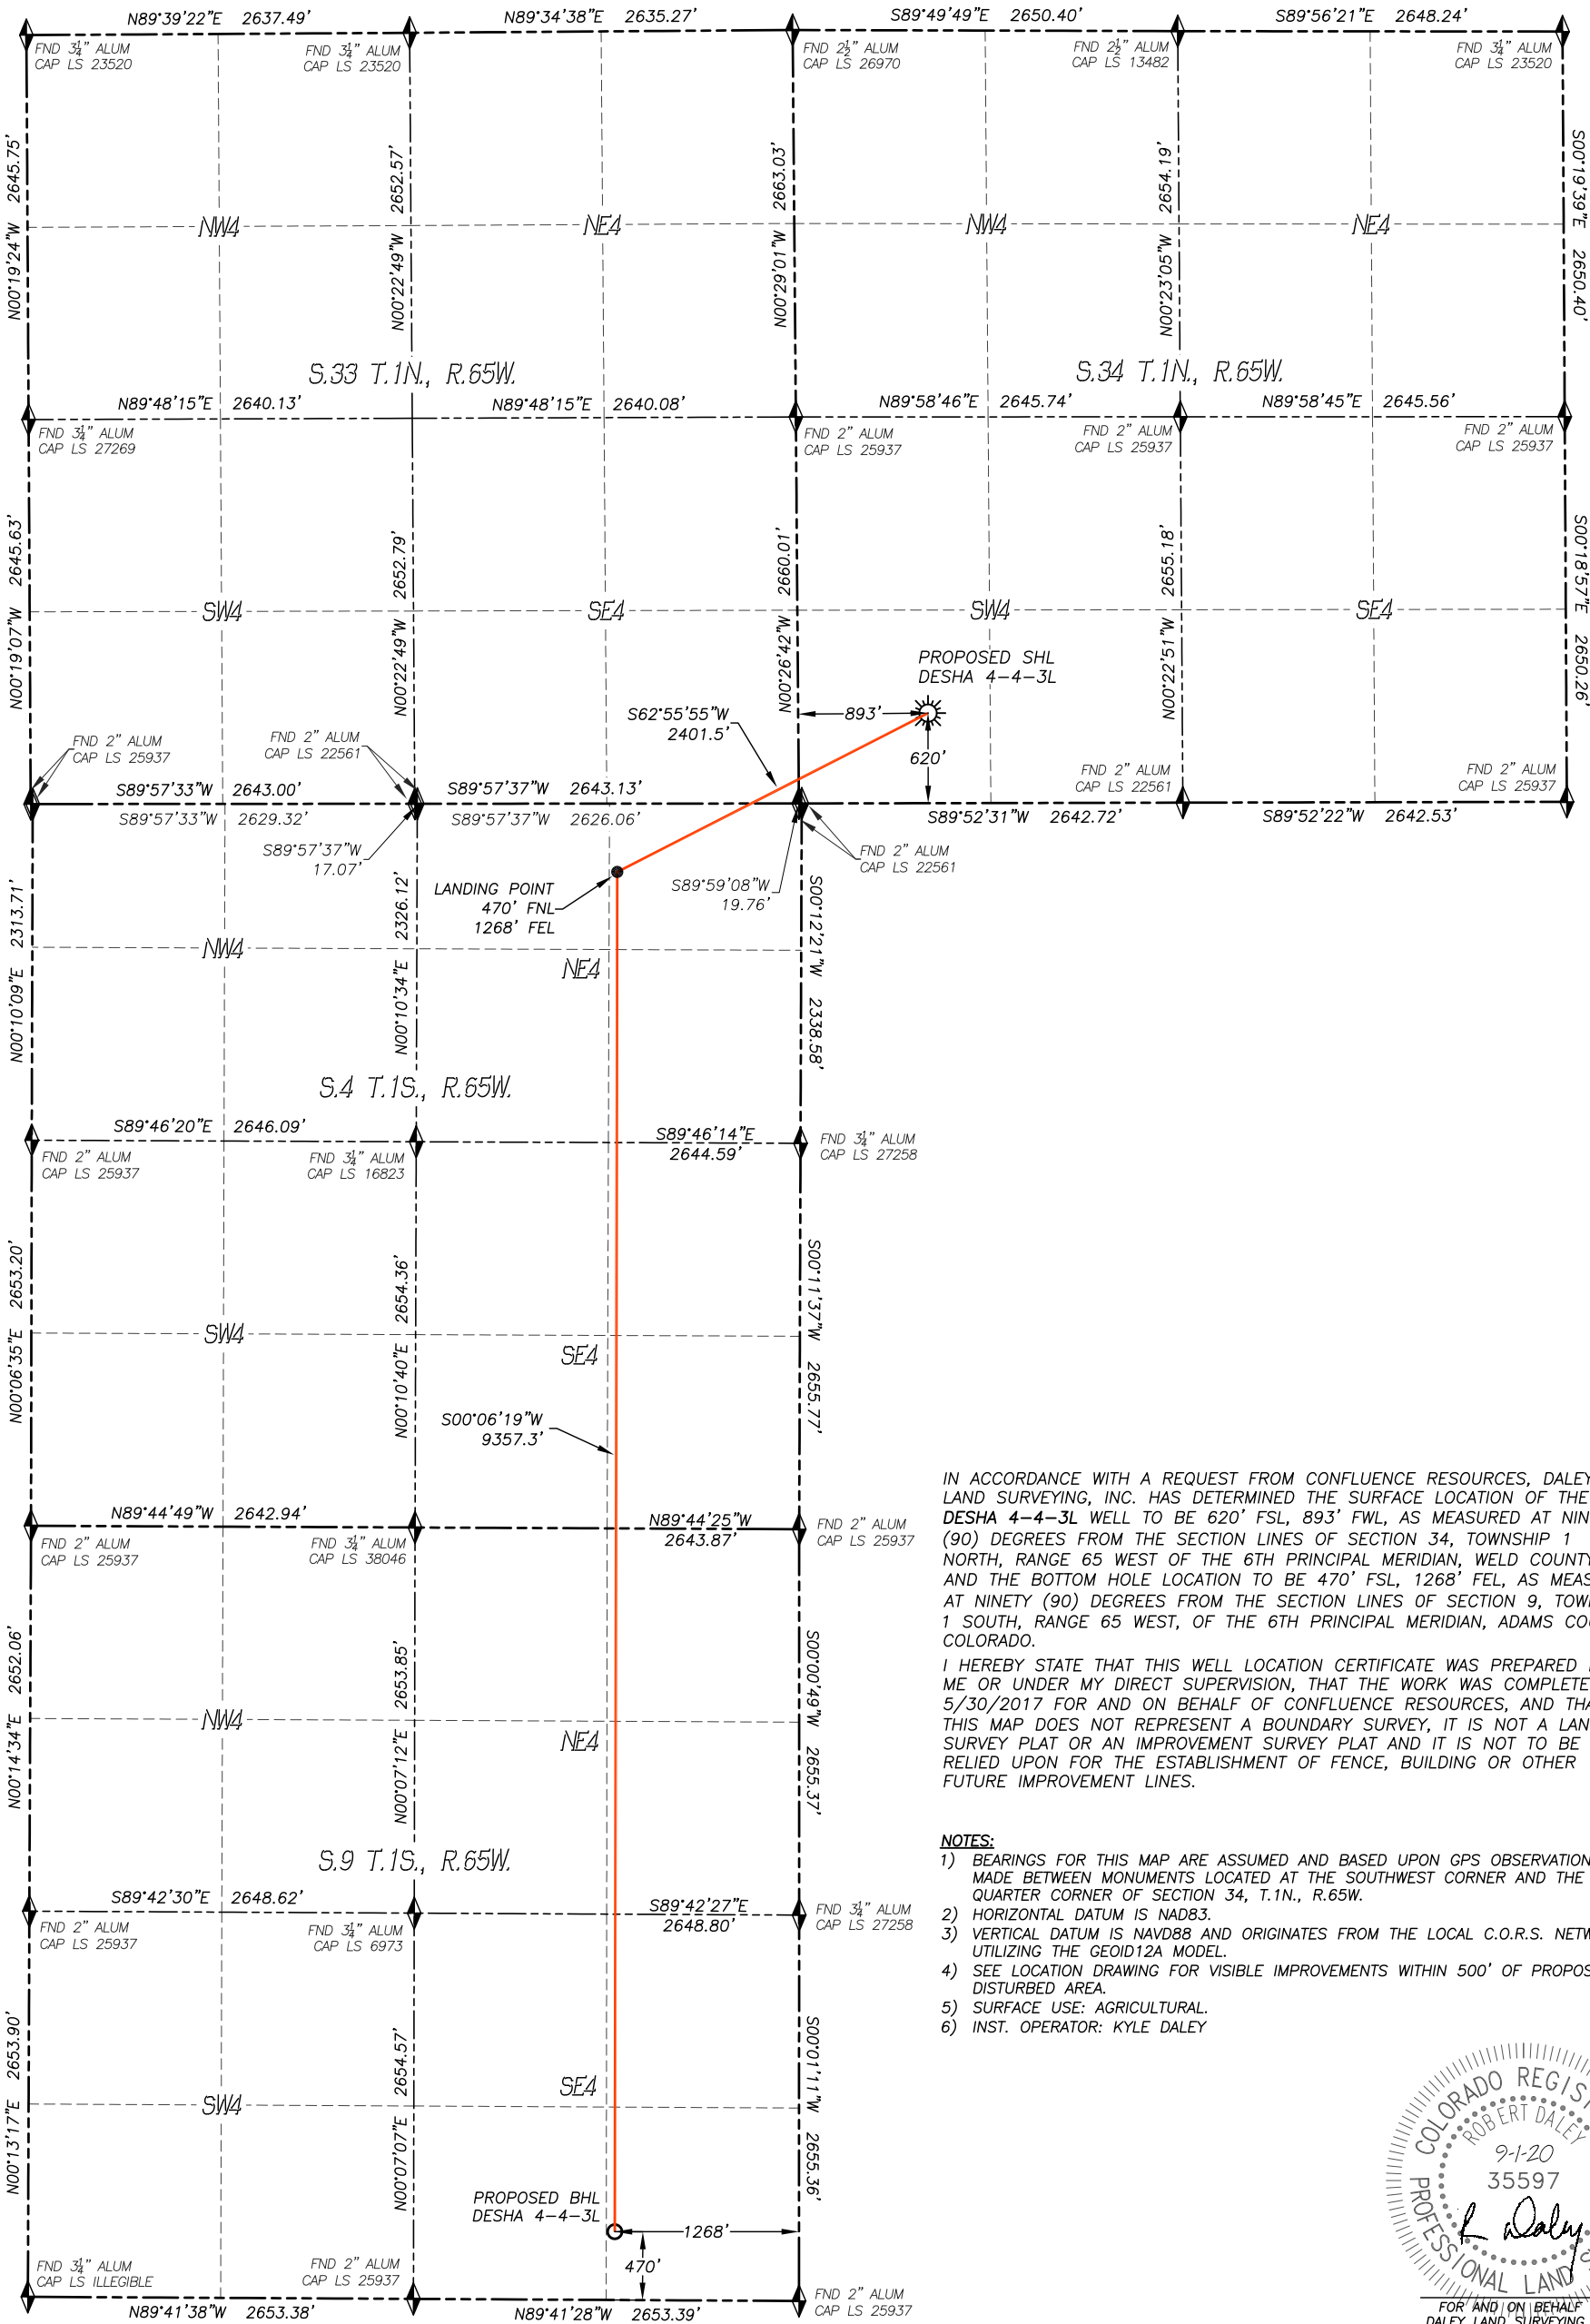 N89°39'22"E 2637.49'
N89°34'38"E 2635.27'
S89°49'49"E 2650.40'
S89°56'21"E 2648.24'
FND 3¼" ALUM
CAP LS 23520
FND 3¼" ALUM
CAP LS 23520
FND 2½" ALUM
CAP LS 26970
FND 2½" ALUM
CAP LS 13482
FND 3¼" ALUM
CAP LS 23520
N00°19'24"W 2645.75'
N00°22'49"W 2652.57'
N00°29'01"W 2663.03'
N00°23'05"W 2654.19'
S00°19'39"E 2650.40'
NW4
NE4
NW4
NE4
S.33 T.1N., R.65W.
S.34 T.1N., R.65W.
N89°48'15"E 2640.13'
N89°48'15"E 2640.08'
N89°58'46"E 2645.74'
N89°58'45"E 2645.56'
FND 3¼" ALUM
CAP LS 27269
FND 2" ALUM
CAP LS 25937
FND 2" ALUM
CAP LS 25937
FND 2" ALUM
CAP LS 25937
N00°19'07"W 2645.63'
N00°22'49"W 2652.79'
N00°26'42"W 2660.01'
N00°22'51"W 2655.18'
S00°18'57"E 2650.26'
SW4
SE4
SW4
SE4
PROPOSED SHL
DESHA 4-4-3L
893'
620'
S62°55'55"W
2401.5'
FND 2" ALUM
CAP LS 25937
FND 2" ALUM
CAP LS 22561
FND 2" ALUM
CAP LS 22561
FND 2" ALUM
CAP LS 25937
S89°57'33"W 2643.00'
S89°57'37"W 2643.13'
S89°57'33"W 2629.32'
S89°57'37"W 2626.06'
S89°52'31"W 2642.72'
S89°52'22"W 2642.53'
S89°57'37"W
17.07'
FND 2" ALUM
CAP LS 22561
S89°59'08"W
19.76'
LANDING POINT
470' FNL
1268' FEL
N00°10'09"E 2313.71'
N00°10'34"E 2326.12'
S00°12'21"W 2338.58'
NW4
NE4
S.4 T.1S., R.65W.
S89°46'20"E 2646.09'
S89°46'14"E
2644.59'
FND 2" ALUM
CAP LS 25937
FND 3¼" ALUM
CAP LS 16823
FND 3¼" ALUM
CAP LS 27258
N00°06'35"E 2653.20'
N00°10'40"E 2654.36'
S00°11'37"W 2655.77'
SW4
SE4
S00°06'19"W
9357.3'
N89°44'49"W 2642.94'
N89°44'25"W
2643.87'
FND 2" ALUM
CAP LS 25937
FND 3¼" ALUM
CAP LS 38046
FND 2" ALUM
CAP LS 25937
N00°14'34"E 2652.06'
N00°07'12"E 2653.85'
S00°00'49"W 2655.37'
NW4
NE4
S.9 T.1S., R.65W.
S89°42'30"E 2648.62'
S89°42'27"E
2648.80'
FND 2" ALUM
CAP LS 25937
FND 3¼" ALUM
CAP LS 6973
FND 3¼" ALUM
CAP LS 27258
N00°13'17"E 2653.90'
N00°07'07"E 2654.57'
S00°01'11"W 2655.36'
SW4
SE4
PROPOSED BHL
DESHA 4-4-3L
1268'
470'
FND 3¼" ALUM
CAP LS ILLEGIBLE
FND 2" ALUM
CAP LS 25937
FND 2" ALUM
CAP LS 25937
N89°41'38"W 2653.38'
N89°41'28"W 2653.39'
IN ACCORDANCE WITH A REQUEST FROM CONFLUENCE RESOURCES, DALEY
LAND SURVEYING, INC. HAS DETERMINED THE SURFACE LOCATION OF THE
DESHA 4-4-3L WELL TO BE 620' FSL, 893' FWL, AS MEASURED AT NIN
(90) DEGREES FROM THE SECTION LINES OF SECTION 34, TOWNSHIP 1
NORTH, RANGE 65 WEST OF THE 6TH PRINCIPAL MERIDIAN, WELD COUNTY
AND THE BOTTOM HOLE LOCATION TO BE 470' FSL, 1268' FEL, AS MEAS
AT NINETY (90) DEGREES FROM THE SECTION LINES OF SECTION 9, TOW
1 SOUTH, RANGE 65 WEST, OF THE 6TH PRINCIPAL MERIDIAN, ADAMS COU
COLORADO.
I HEREBY STATE THAT THIS WELL LOCATION CERTIFICATE WAS PREPARED
ME OR UNDER MY DIRECT SUPERVISION, THAT THE WORK WAS COMPLETE
5/30/2017 FOR AND ON BEHALF OF CONFLUENCE RESOURCES, AND THA
THIS MAP DOES NOT REPRESENT A BOUNDARY SURVEY, IT IS NOT A LAN
SURVEY PLAT OR AN IMPROVEMENT SURVEY PLAT AND IT IS NOT TO BE
RELIED UPON FOR THE ESTABLISHMENT OF FENCE, BUILDING OR OTHER
FUTURE IMPROVEMENT LINES.
NOTES:
1) BEARINGS FOR THIS MAP ARE ASSUMED AND BASED UPON GPS OBSERVATION
MADE BETWEEN MONUMENTS LOCATED AT THE SOUTHWEST CORNER AND THE
QUARTER CORNER OF SECTION 34, T.1N., R.65W.
2) HORIZONTAL DATUM IS NAD83.
3) VERTICAL DATUM IS NAVD88 AND ORIGINATES FROM THE LOCAL C.O.R.S. NETW
UTILIZING THE GEOID12A MODEL.
4) SEE LOCATION DRAWING FOR VISIBLE IMPROVEMENTS WITHIN 500' OF PROPOS
DISTURBED AREA.
5) SURFACE USE: AGRICULTURAL.
6) INST. OPERATOR: KYLE DALEY
COLORADO REGIS
ROBERT DALEY
9-1-20
35597
R Daley
PROFESSIONAL LAND
FOR AND ON BEHALF
DALEY LAND SURVEYING